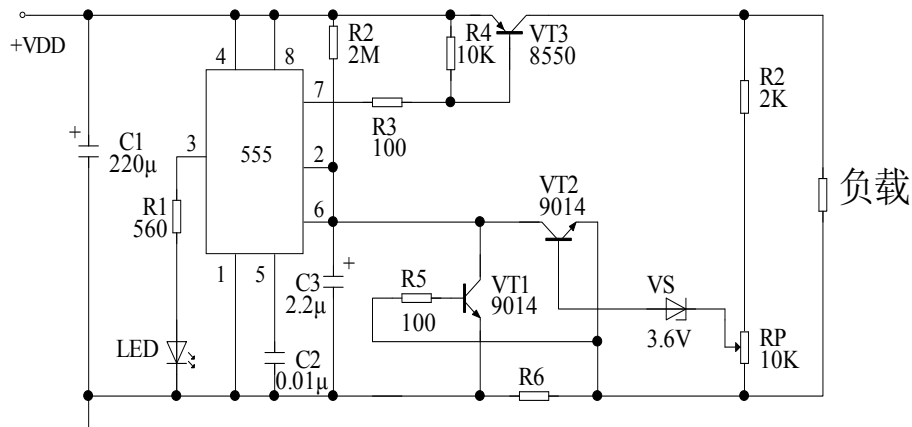 +VDD
C1
220µ
+
3
R1
560
LED
4
8
555
7
2
6
1
5
R2
2M
R3
100
R4
10K
VT3
8550
C3
2.2µ
+
C2
0.01µ
R5
100
VT1
9014
VT2
9014
R6
VS
3.6V
R2
2K
RP
10K
负载